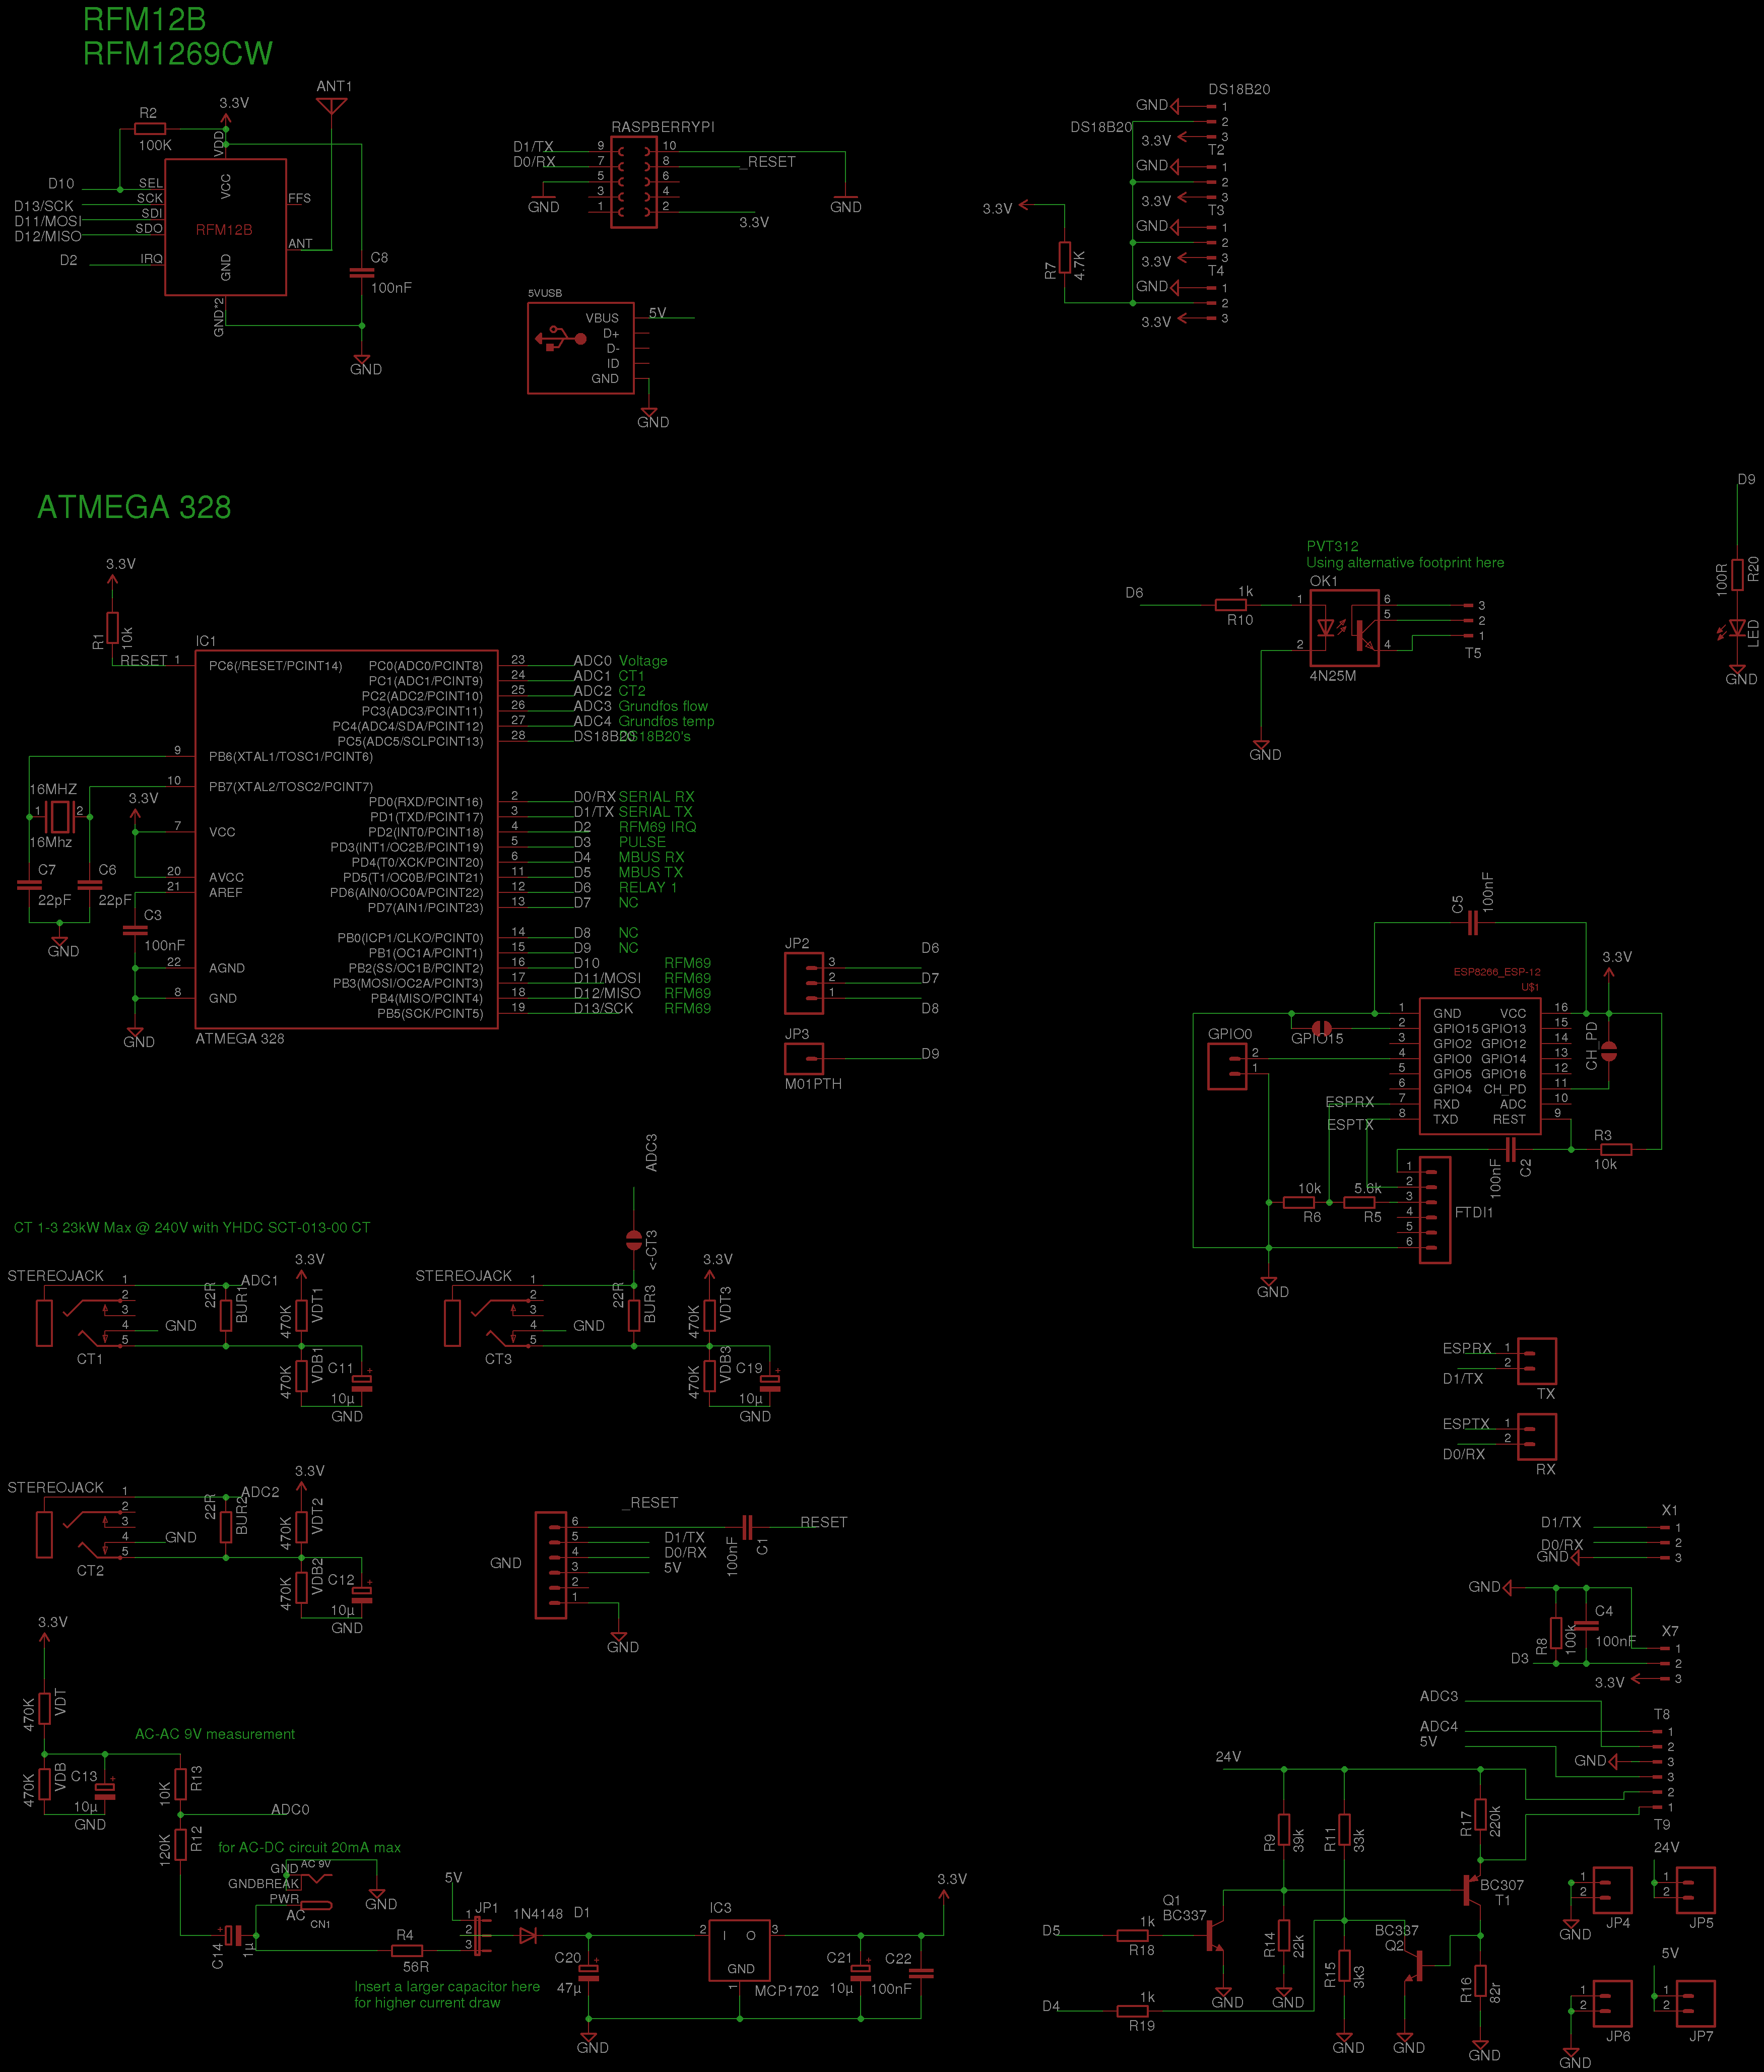 RFM12B
RFM1269CW
ANT1
3.3V
R2
100K
VDD
D10
SEL
D13/SCK
SCK
D11/MOSI
SDI
D12/MISO
SDO
D2
IRQ
VCC
RFM12B
GND
FFS
ANT
GND*2
C8
100nF
GND
RASPBERRYPI
D1/TX
9
10
D0/RX
7
8
_RESET
5
6
3
4
1
2
GND
3.3V
GND
5VUSB
VBUS
5V
D+
D-
ID
GND
GND
DS18B20
GND
1
DS18B20
2
3.3V
3
T2
GND
1
2
3.3V
3
T3
GND
1
2
3.3V
3
T4
GND
1
2
3.3V
3
3.3V
R7
4.7K
ATMEGA 328
3.3V
R1
10k
RESET
IC1
1
PC6(/RESET/PCINT14)
9
PB6(XTAL1/TOSC1/PCINT6)
10
PB7(XTAL2/TOSC2/PCINT7)
7
VCC
20
AVCC
21
AREF
22
AGND
8
GND
ATMEGA 328
16MHZ
1
2
16Mhz
3.3V
C7
22pF
C6
22pF
GND
C3
100nF
GND
PC0(ADC0/PCINT8) 23 ADC0 Voltage
PC1(ADC1/PCINT9) 24 ADC1 CT1
PC2(ADC2/PCINT10) 25 ADC2 CT2
PC3(ADC3/PCINT11) 26 ADC3 Grundfos flow
PC4(ADC4/SDA/PCINT12) 27 ADC4 Grundfos temp
PC5(ADC5/SCLPCINT13) 28 DS18B20 DS18B20's
PD0(RXD/PCINT16) 2 D0/RX SERIAL RX
PD1(TXD/PCINT17) 3 D1/TX SERIAL TX
PD2(INT0/PCINT18) 4 D2 RFM69 IRQ
PD3(INT1/OC2B/PCINT19) 5 D3 PULSE
PD4(T0/XCK/PCINT20) 6 D4 MBUS RX
PD5(T1/OC0B/PCINT21) 11 D5 MBUS TX
PD6(AIN0/OC0A/PCINT22) 12 D6 RELAY 1
PD7(AIN1/PCINT23) 13 D7 NC
PB0(ICP1/CLKO/PCINT0) 14 D8 NC
PB1(OC1A/PCINT1) 15 D9 NC
PB2(SS/OC1B/PCINT2) 16 D10 RFM69
PB3(MOSI/OC2A/PCINT3) 17 D11/MOSI RFM69
PB4(MISO/PCINT4) 18 D12/MISO RFM69
PB5(SCK/PCINT5) 19 D13/SCK RFM69
JP2
3
D6
2
D7
1
D8
JP3
D9
M01PTH
PVT312
Using alternative footprint here
OK1
D6
1k
R10
1
2
6
5
4
3
2
1
T5
4N25M
GND
D9
100R
R20
LED
GND
C5
100nF
ESP8266_ESP-12
U$1
3.3V
1 GND VCC 16
2 GPIO15 GPIO13 15
3 GPIO2 GPIO12 14
4 GPIO0 GPIO14 13
5 GPIO5 GPIO16 12
6 GPIO4 CH_PD 11
7 RXD ADC 10
8 TXD REST 9
GPIO15
GPIO0
2
1
CH_PD
ESPRX
ESPTX
R3
10k
100nF
C2
10k
R6
5.6k
R5
1
2
3
4
5
6
FTDI1
GND
ESPRX
1
D1/TX
2
TX
ESPTX
1
D0/RX
2
RX
CT 1-3 23kW Max @ 240V with YHDC SCT-013-00 CT
STEREOJACK
1
2
3
4
5
GND
CT1
ADC1
22R
BUR1
3.3V
470K
VDT1
470K
VDB1
C11
10µ
GND
ADC3
<-CT3
STEREOJACK
1
2
3
4
5
GND
CT3
22R
BUR3
3.3V
470K
VDT3
470K
VDB3
C19
10µ
GND
STEREOJACK
1
2
3
4
5
GND
CT2
ADC2
22R
BUR2
3.3V
470K
VDT2
470K
VDB2
C12
10µ
GND
_RESET
6
5
4
3
2
1
GND
D1/TX
D0/RX
5V
100nF
C1
RESET
GND
X1
D1/TX
1
D0/RX
2
GND
3
GND
R8
100k
C4
100nF
X7
1
D3
2
3.3V
3
3.3V
470K
VDT
470K
VDB
C13
10µ
GND
AC-AC 9V measurement
10K
R13
ADC0
120K
R12
for AC-DC circuit 20mA max
GND
AC 9V
GNDBREAK
PWR
AC
CN1
GND
C14
1µ
R4
56R
5V
JP1
1
2
3
1N4148
D1
Insert a larger capacitor here
for higher current draw
C20
47µ
GND
IC3
2
I
O
3
GND
1
MCP1702
C21
10µ
C22
100nF
3.3V
ADC3
ADC4
5V
T8
1
2
GND
3
3
2
1
T9
24V
R9
39k
R11
33k
R17
220k
Q1
BC337
D5
1k
R18
GND
R14
22k
GND
R15
3k3
GND
BC337
Q2
GND
BC307
T1
R16
82r
GND
D4
1k
R19
1
2
JP4
GND
24V
1
2
JP5
1
2
JP6
GND
5V
1
2
JP7